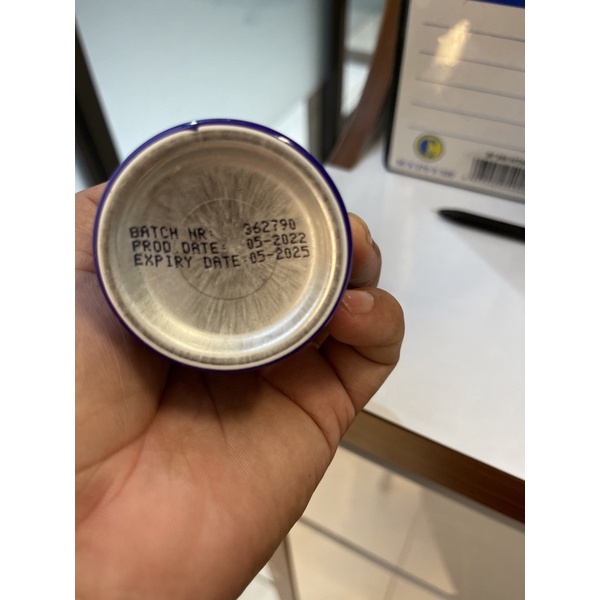 BATCH NR: 362790
PROD DATE: 05-2022
EXPIRY DATE:05-2025